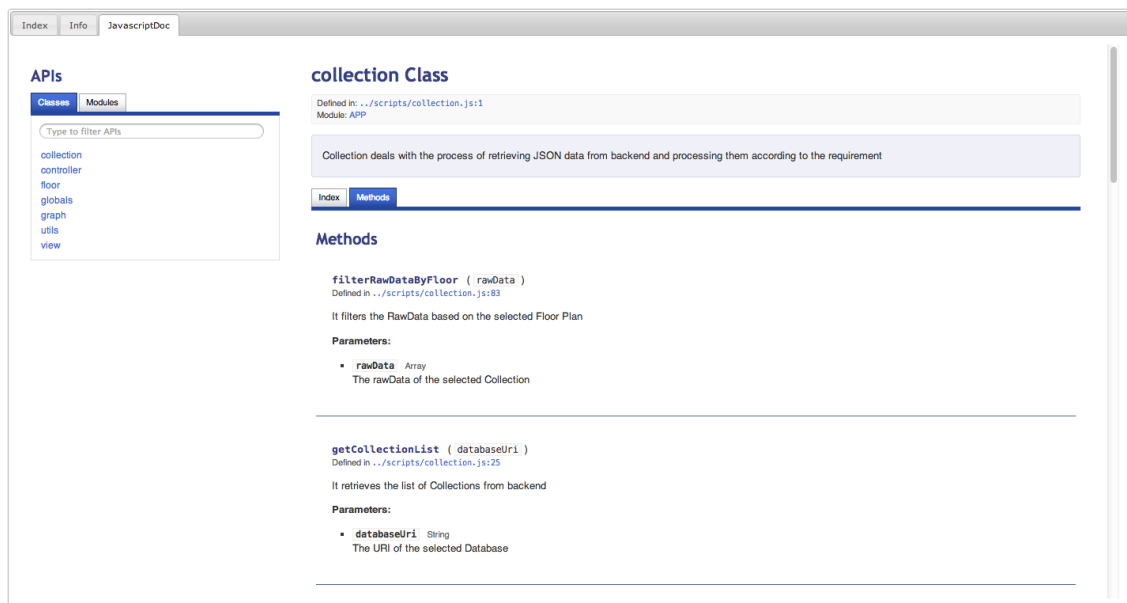 Index Info JavascriptDoc
APIs
Classes Modules
Type to filter APIs
collection
controller
floor
globals
graph
utils
view
collection Class
Defined in: ../scripts/collection.js:1
Module: APP
Collection deals with the process of retrieving JSON data from backend and processing them according to the requirement
Index Methods
Methods
filterRawDataByFloor ( rawData )
Defined in ../scripts/collection.js:83
It filters the RawData based on the selected Floor Plan
Parameters:
▪ rawData Array
The rawData of the selected Collection
getCollectionList ( databaseUri )
Defined in ../scripts/collection.js:25
It retrieves the list of Collections from backend
Parameters:
▪ databaseUri String
The URI of the selected Database